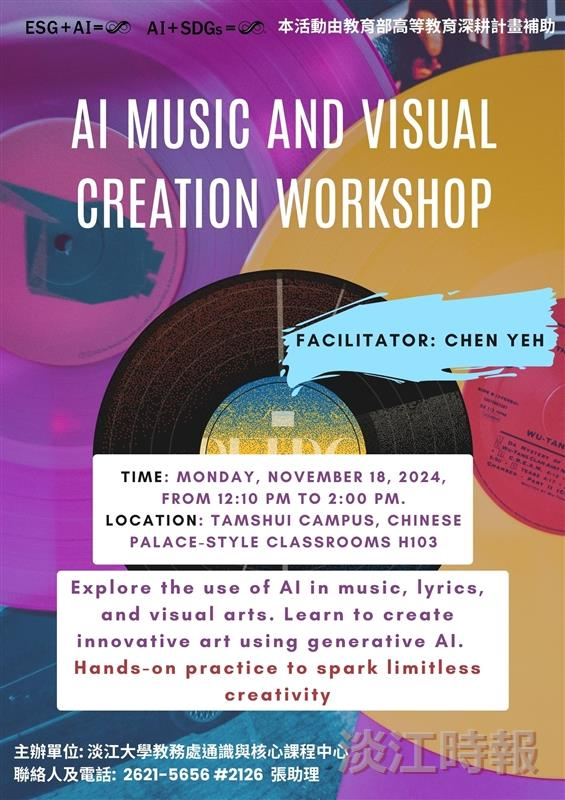 ESG+AI=∞ AI+SDGs=∞ 本活動由教育部高等教育深耕計畫補助
AI MUSIC AND VISUAL
CREATION WORKSHOP
FACILITATOR: CHEN YEH
WU-TANG
TIME: MONDAY, NOVEMBER 18, 2024,
FROM 12:10 PM TO 2:00 PM.
LOCATION: TAMSHUI CAMPUS, CHINESE
PALACE-STYLE CLASSROOMS H103
Explore the use of AI in music, lyrics,
and visual arts. Learn to create
innovative art using generative AI.
Hands-on practice to spark limitless
creativity
主辦單位: 淡江大學教務處通識與核心課程中心
聯絡人及電話: 2621-5656 #2126 張助理
淡江時報